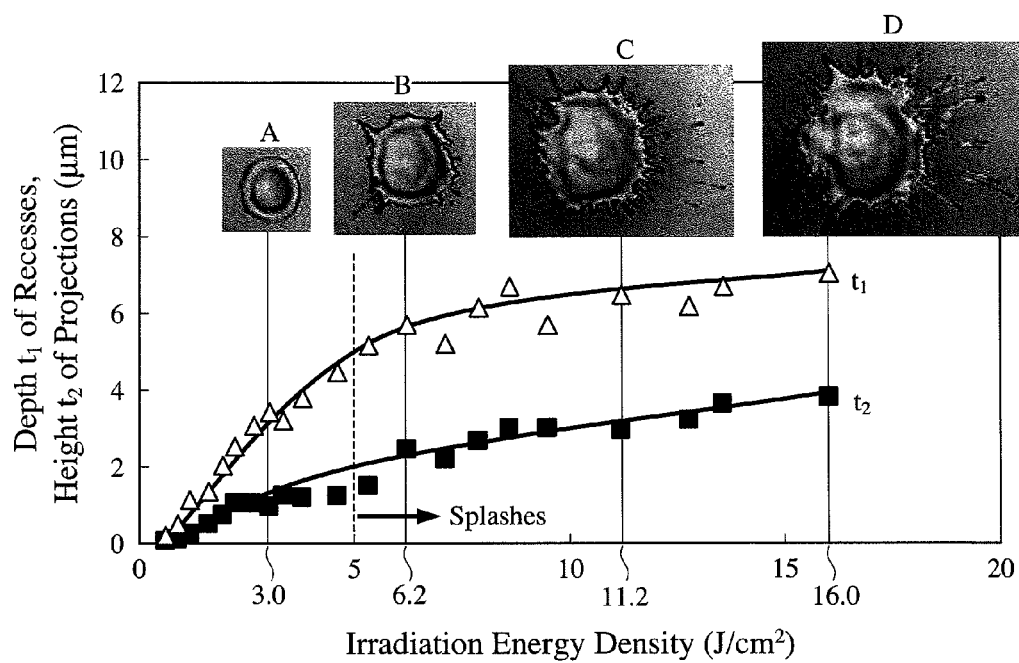 D
C
B
A
12
10
8
6
4
2
0
Depth t₁ of Recesses,
Height t₂ of Projections (μm)
t₁
t₂
Splashes
0 5 10 15 20
3.0 6.2 11.2 16.0
Irradiation Energy Density (J/cm²)